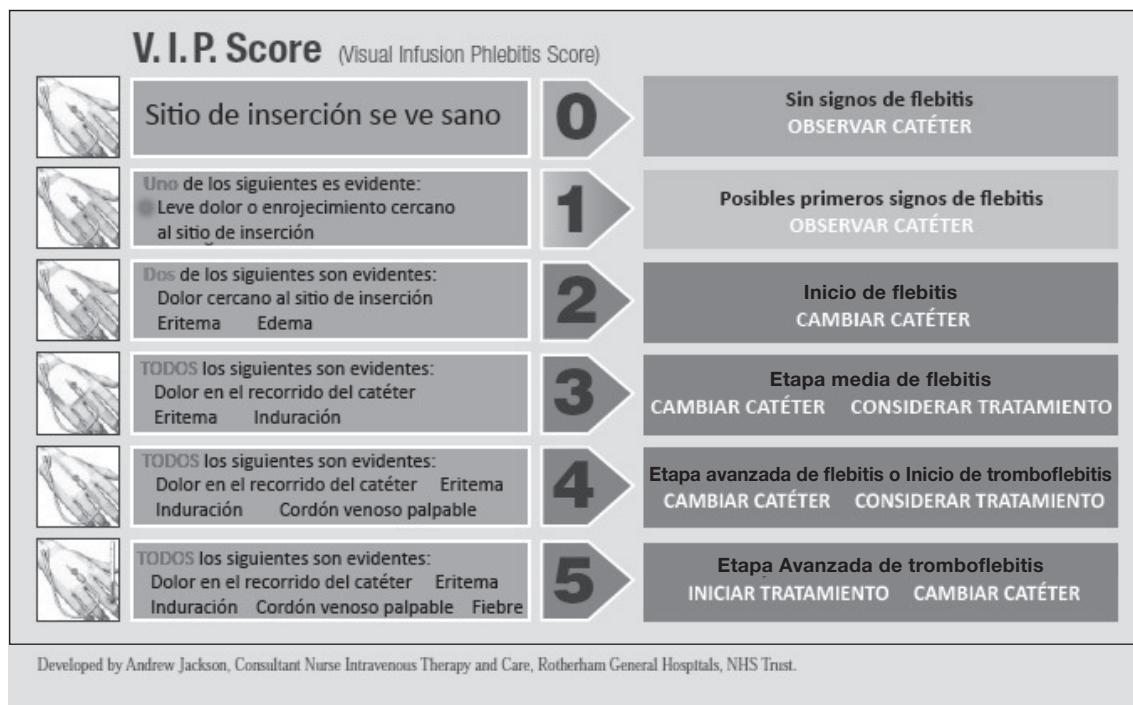 V.I.P. Score (Visual Infusion Phlebitis Score)
Sitio de inserción se ve sano
0
Sin signos de flebitis
OBSERVAR CATÉTER
Uno de los siguientes es evidente:
Leve dolor o enrojecimiento cercano
al sitio de inserción
1
Posibles primeros signos de flebitis
OBSERVAR CATÉTER
Dos de los siguientes son evidentes:
Dolor cercano al sitio de inserción
Eritema Edema
2
Inicio de flebitis
CAMBIAR CATÉTER
TODOS los siguientes son evidentes:
Dolor en el recorrido del catéter
Eritema Induración
3
Etapa media de flebitis
CAMBIAR CATÉTER CONSIDERAR TRATAMIENTO
TODOS los siguientes son evidentes:
Dolor en el recorrido del catéter Eritema
Induración Cordón venoso palpable
4
Etapa avanzada de flebitis o Inicio de tromboflebitis
CAMBIAR CATÉTER CONSIDERAR TRATAMIENTO
TODOS los siguientes son evidentes:
Dolor en el recorrido del catéter Eritema
Induración Cordón venoso palpable Fiebre
5
Etapa Avanzada de tromboflebitis
INICIAR TRATAMIENTO CAMBIAR CATÉTER
Developed by Andrew Jackson, Consultant Nurse Intravenous Therapy and Care, Rotherham General Hospitals, NHS Trust.